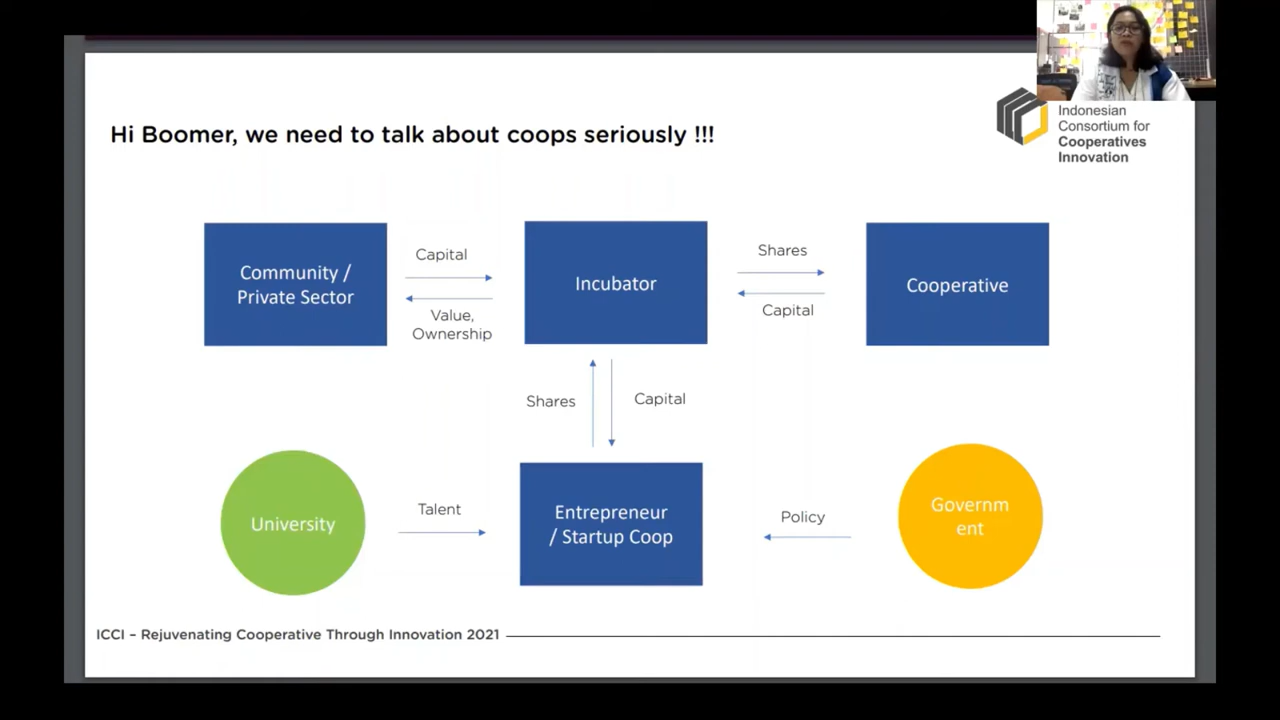 Hi Boomer, we need to talk about coops seriously !!!
Indonesian
Consortium for
Cooperatives
Innovation
Community /
Private Sector
Capital
Value,
Ownership
Incubator
Shares
Capital
Cooperative
Shares
Capital
University
Talent
Entrepreneur
/ Startup Coop
Policy
Governm
ent
ICCI – Rejuvenating Cooperative Through Innovation 2021